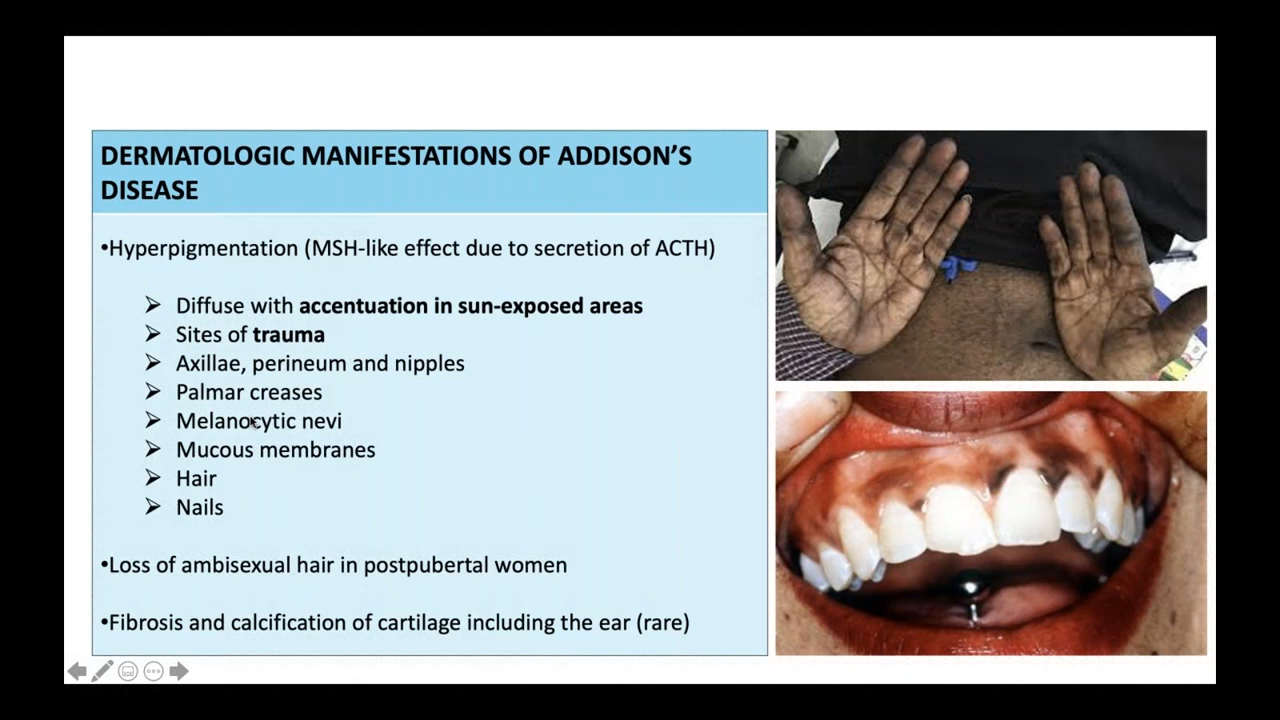 DERMATOLOGIC MANIFESTATIONS OF ADDISON'S
DISEASE
•Hyperpigmentation (MSH-like effect due to secretion of ACTH)
➢ Diffuse with accentuation in sun-exposed areas
➢ Sites of trauma
➢ Axillae, perineum and nipples
➢ Palmar creases
➢ Melanocytic nevi
➢ Mucous membranes
➢ Hair
➢ Nails
•Loss of ambisexual hair in postpubertal women
•Fibrosis and calcification of cartilage including the ear (rare)